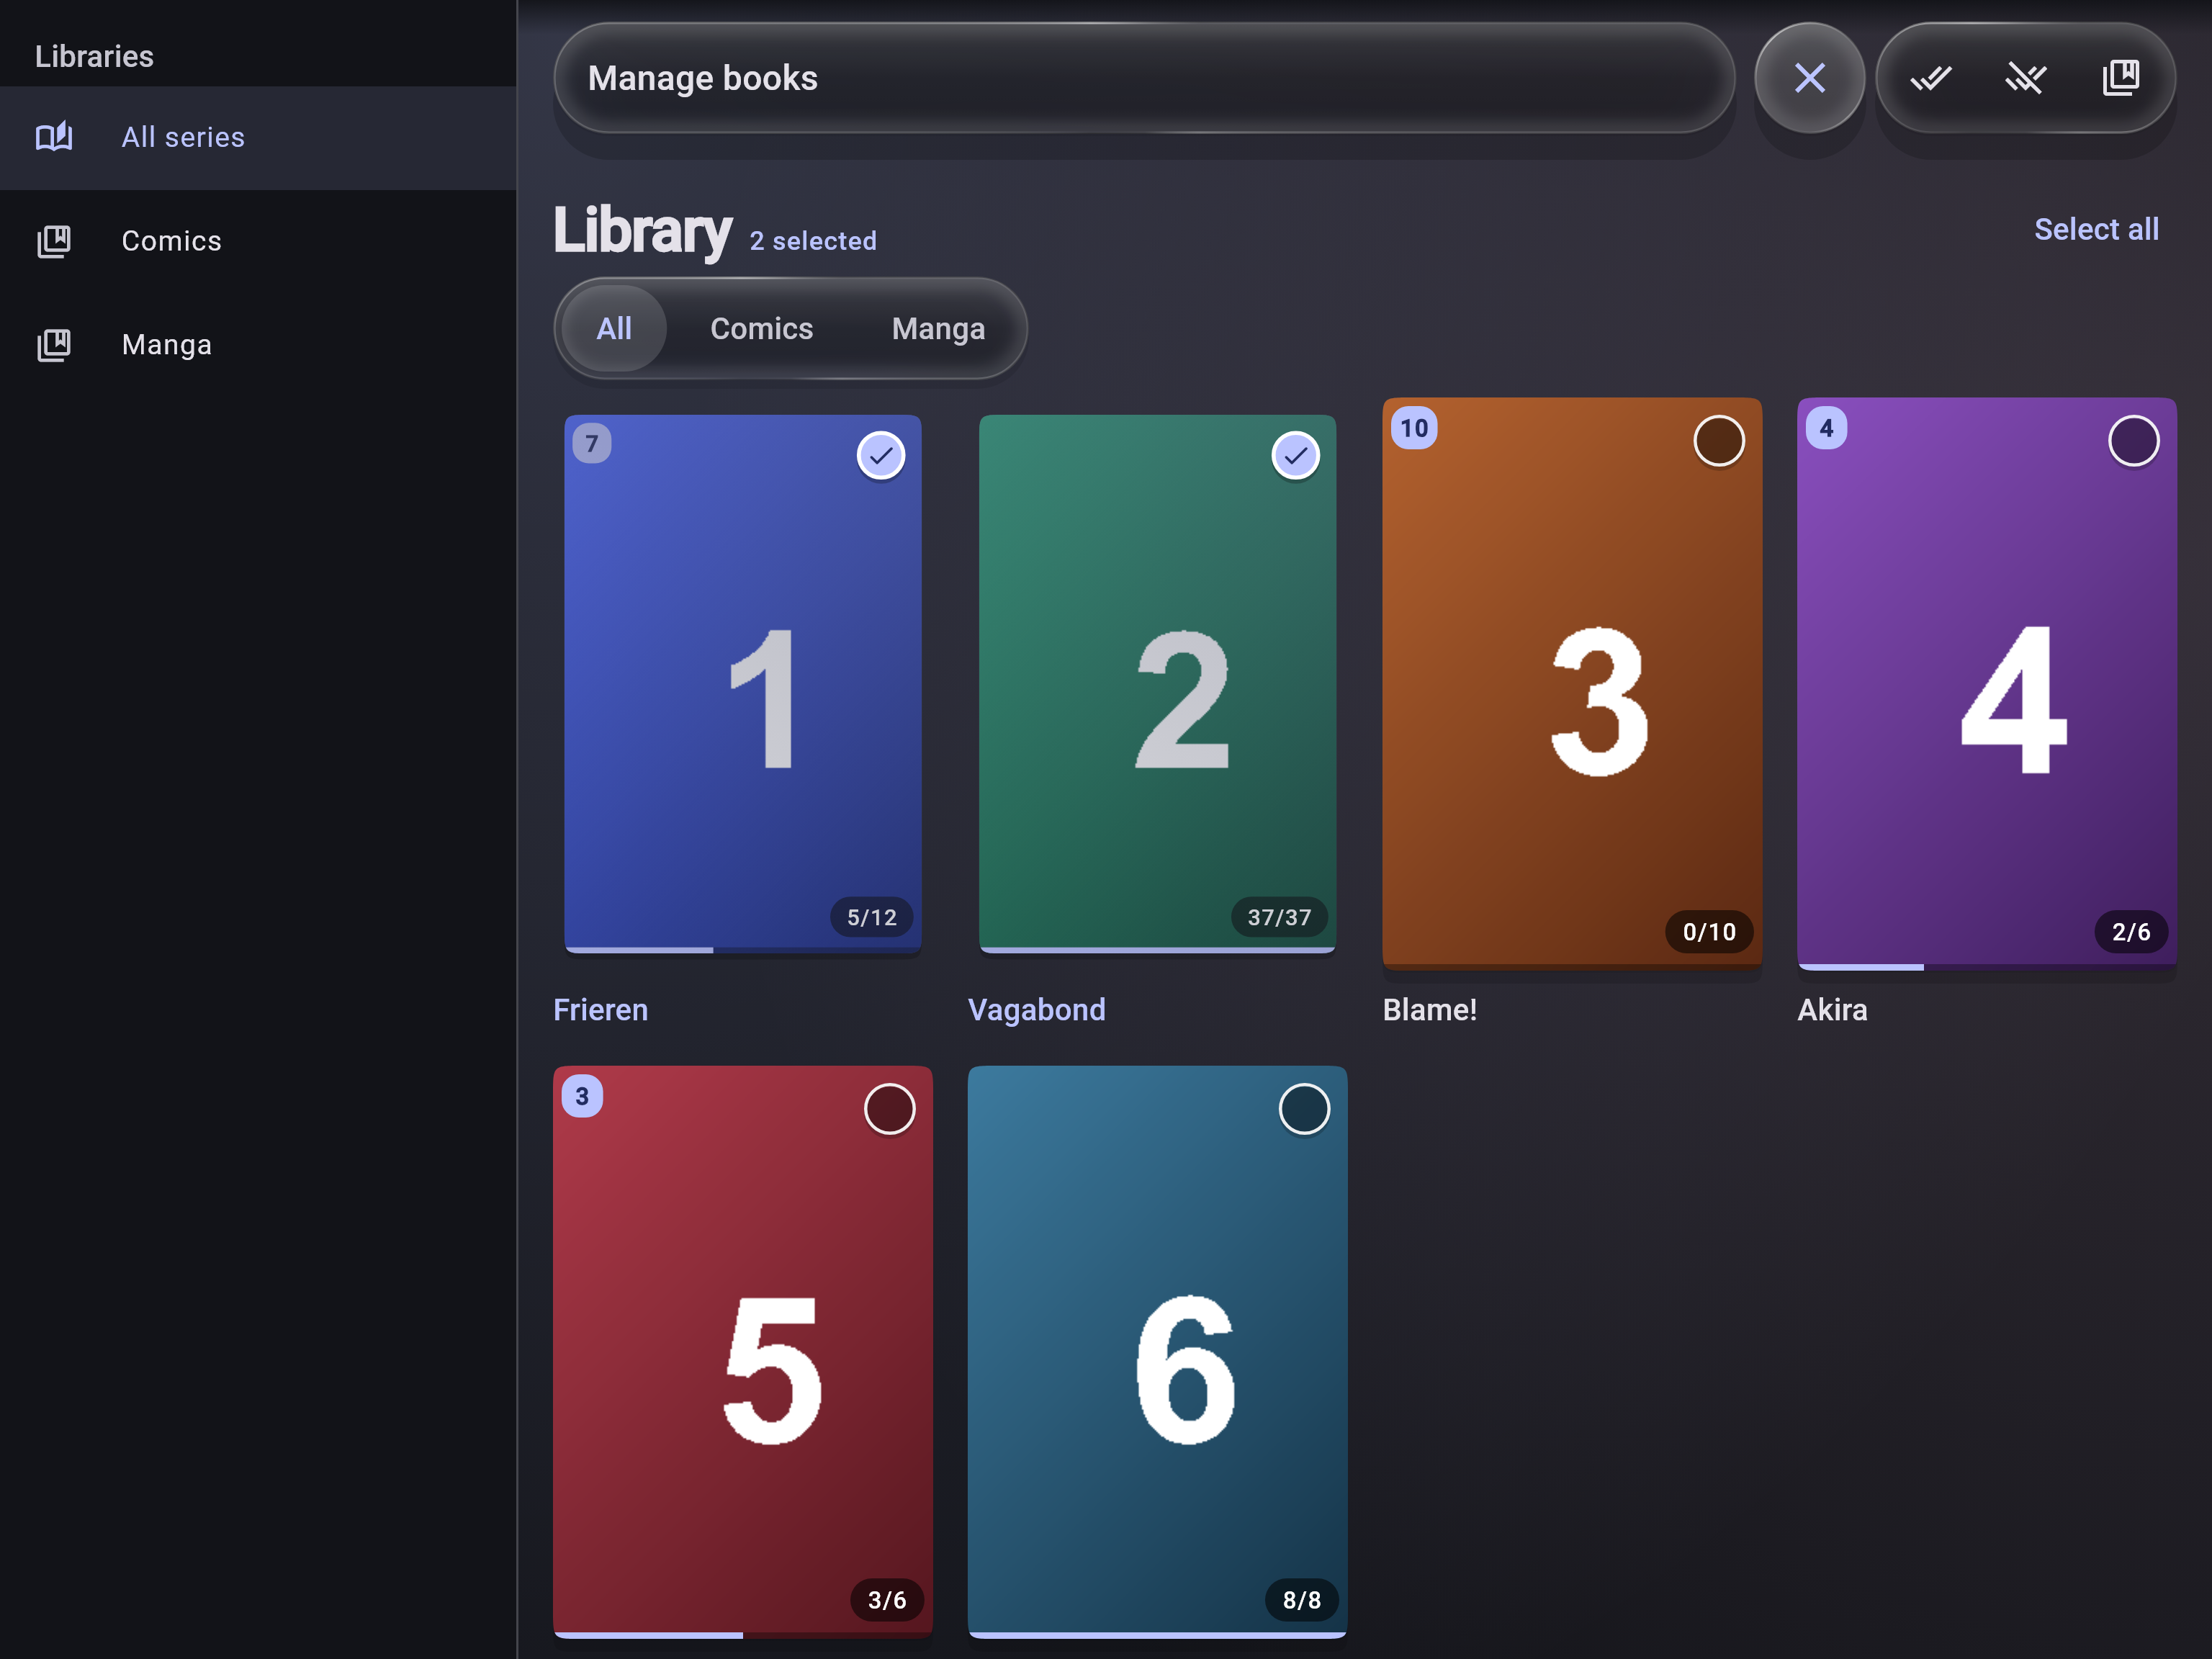 Libraries
All series
Comics
Manga
Manage books
Library 2 selected
Select all
All Comics Manga
7
1
5/12
Frieren
2
37/37
Vagabond
10
3
0/10
Blame!
4
4
2/6
Akira
3
5
3/6
6
8/8